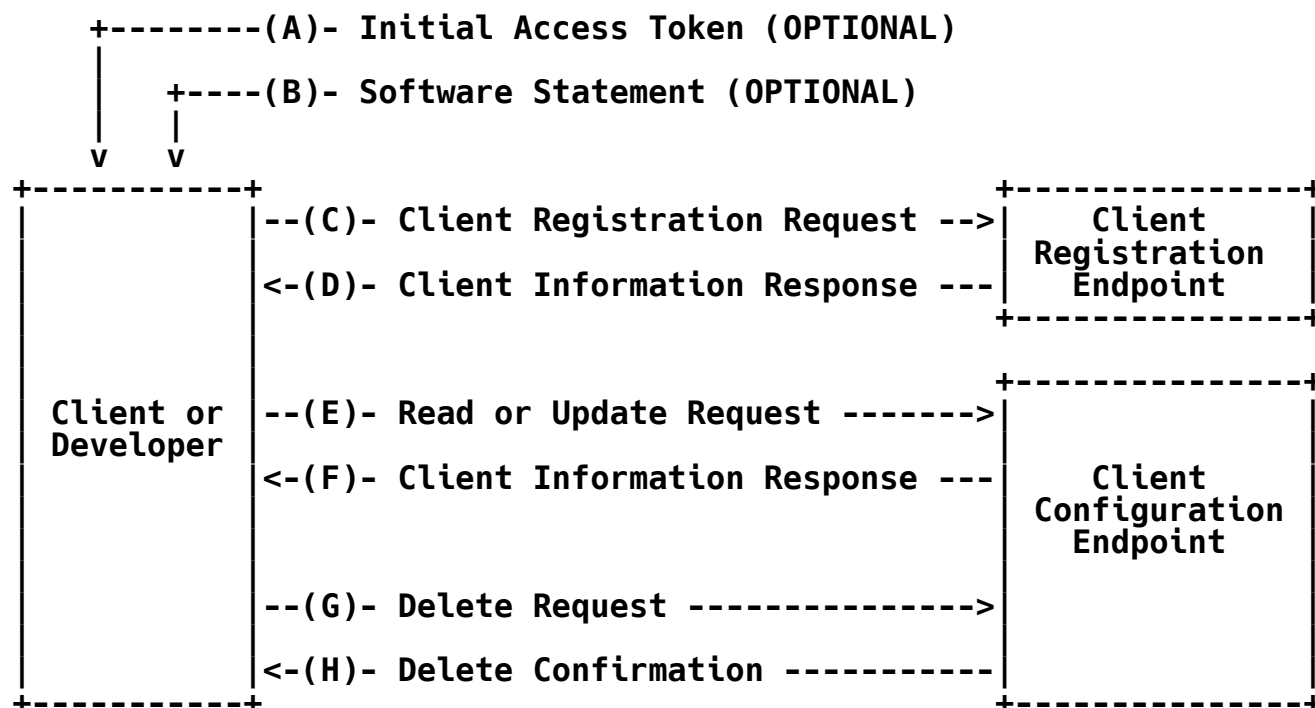 +--------(A)- Initial Access Token (OPTIONAL)
|
|   +----(B)- Software Statement (OPTIONAL)
|   |
v   v
+-----------+                                      +---------------+
|           |--(C)- Client Registration Request -->|    Client     |
|           |                                      | Registration  |
|           |<-(D)- Client Information Response ---|   Endpoint    |
|           |                                      +---------------+
|           |
|           |                                      +---------------+
| Client or |--(E)- Read or Update Request ------->|               |
| Developer |                                      |               |
|           |<-(F)- Client Information Response ---|    Client     |
|           |                                      | Configuration |
|           |                                      |   Endpoint    |
|           |                                      |               |
|           |--(G)- Delete Request --------------->|               |
|           |                                      |               |
|           |<-(H)- Delete Confirmation -----------|               |
+-----------+                                      +---------------+